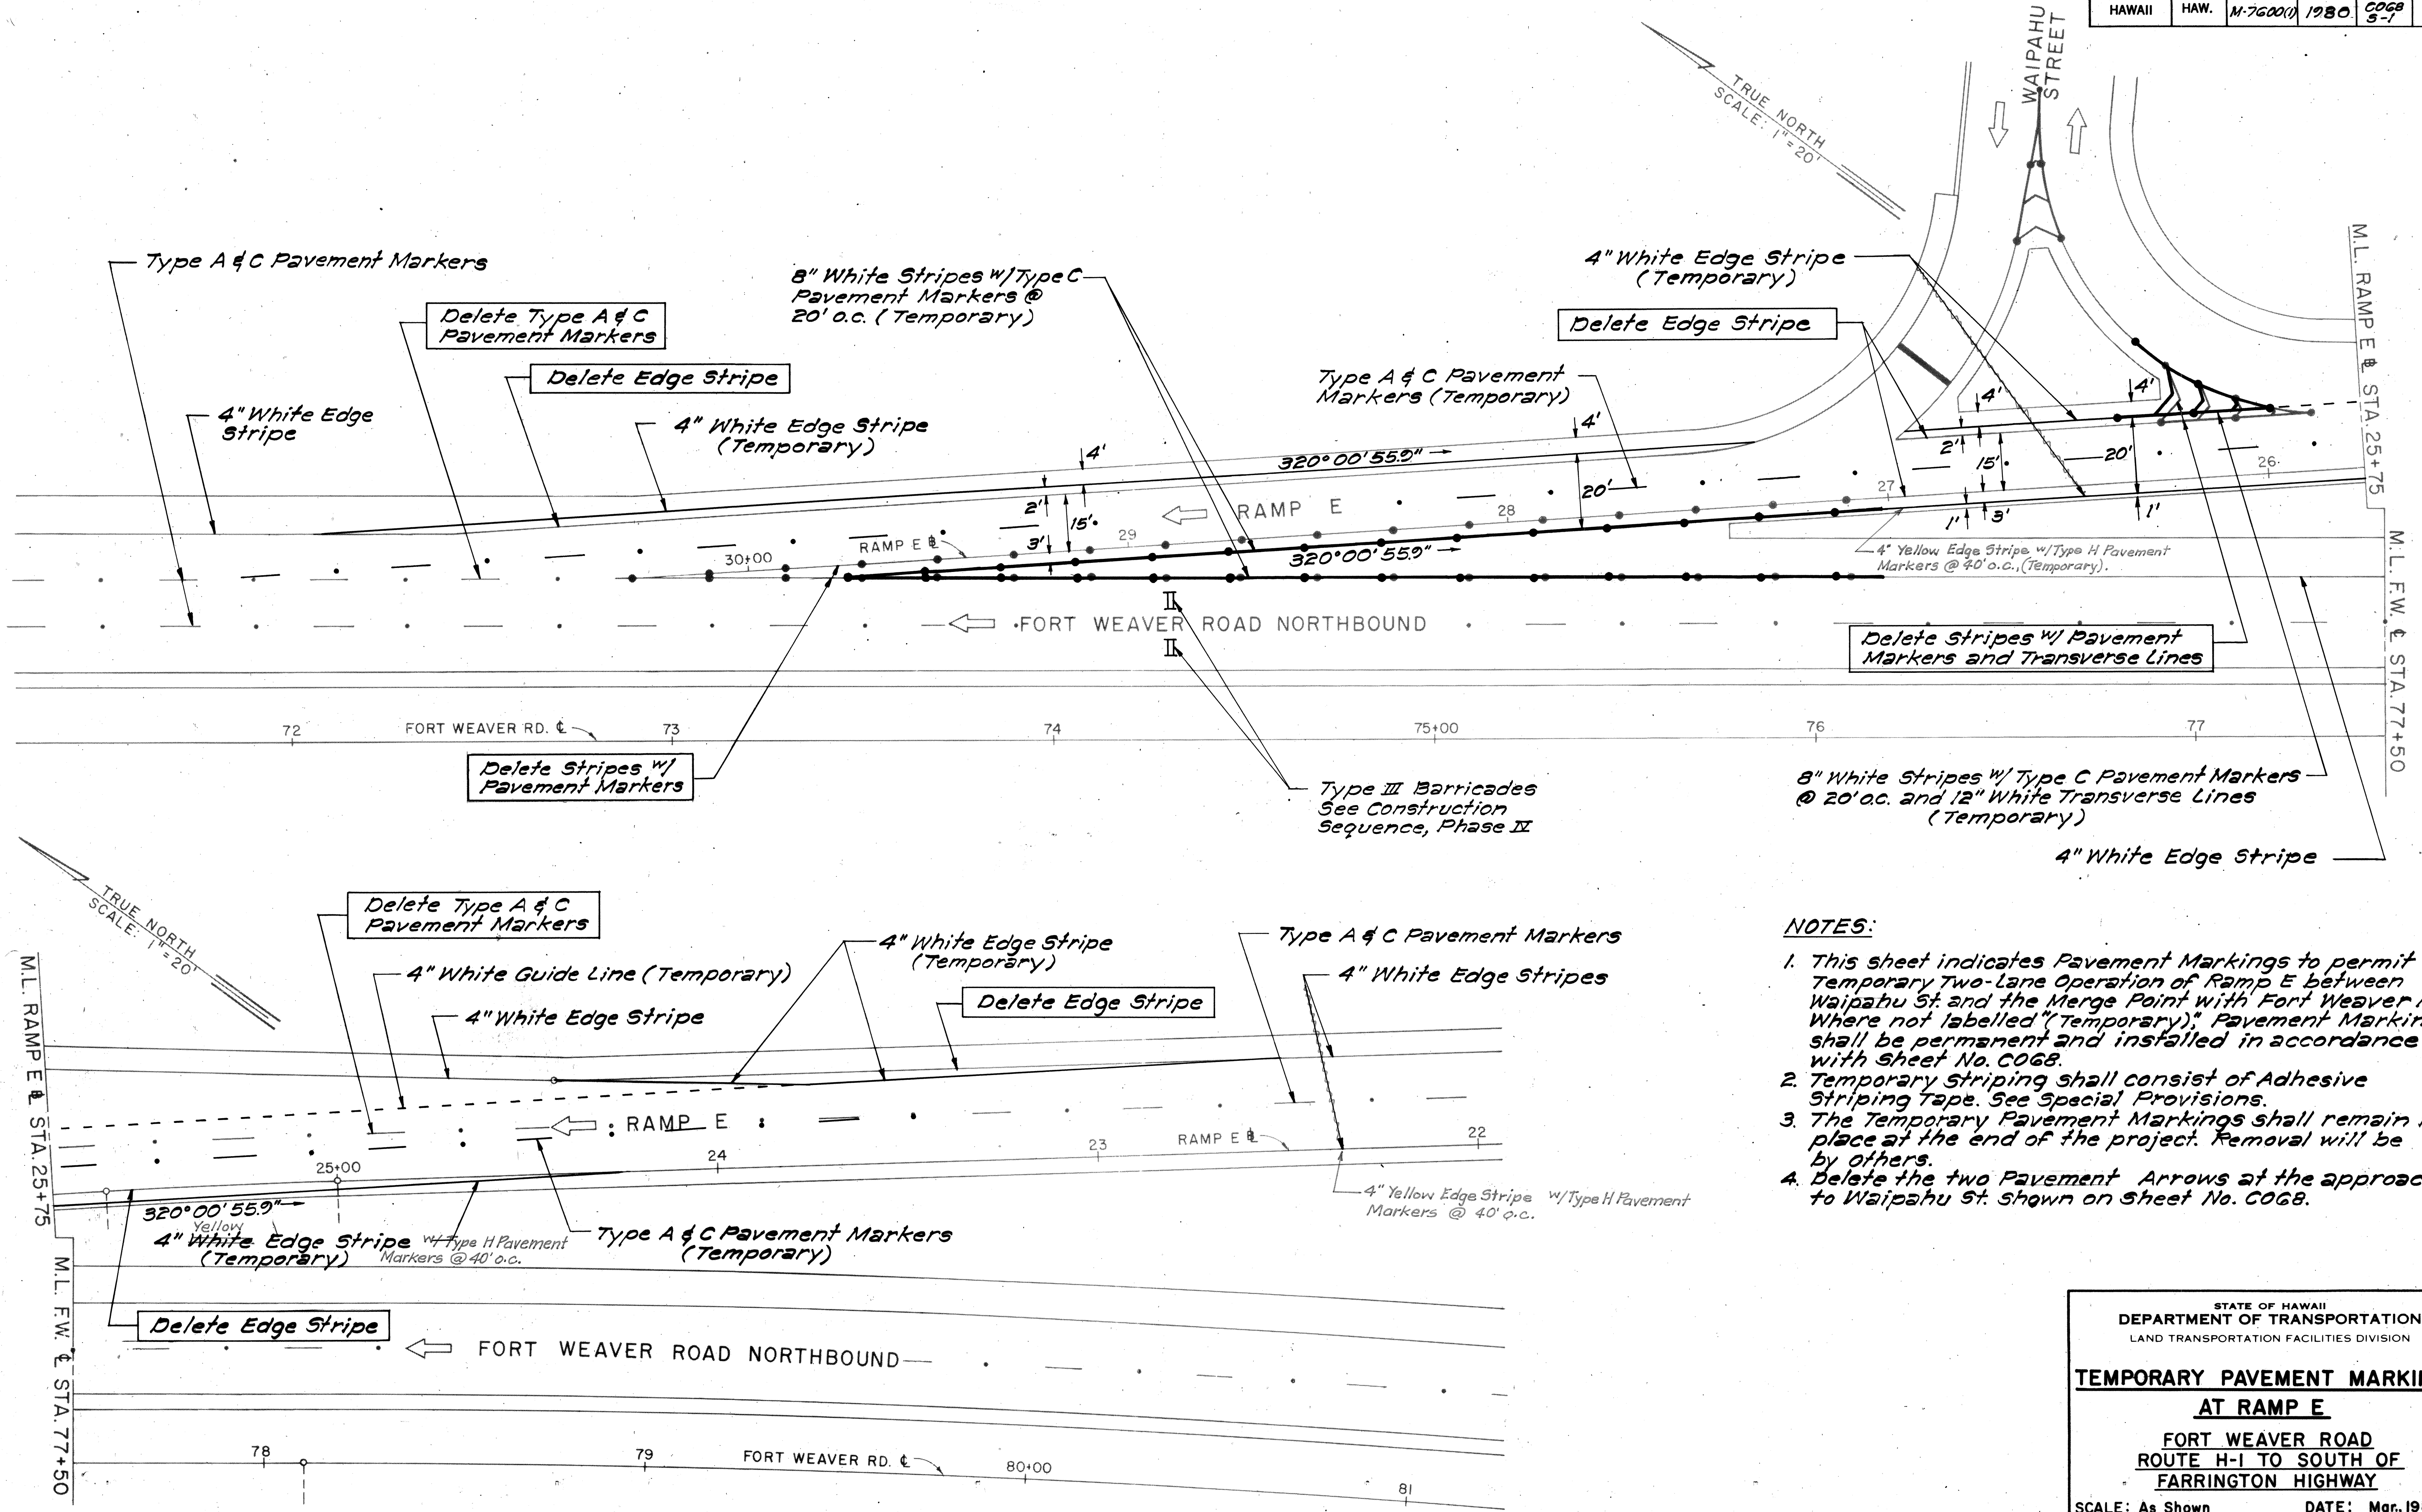 HAWAII HAW. M-7600(1) 1980 C068
S-1
WAIPAHU
STREET
TRUE NORTH
SCALE: 1"=20'
Type A & C Pavement Markers
Delete Type A & C
Pavement Markers
Delete Edge Stripe
4" White Edge
Stripe
4" White Edge Stripe
(Temporary)
8" White Stripes w/Type C
Pavement Markers @
20' o.c. (Temporary)
Type A & C Pavement
Markers (Temporary)
4" White Edge Stripe
(Temporary)
Delete Edge Stripe
M.L. RAMP E ⅊ STA. 25+75
4'
4'
4'
4'
320° 00' 55.9"
2'
15'
3'
20'
2'
15'
20'
1'
3'
1'
RAMP E
30+00
RAMP E ⅊
29
28
27
26
320° 00' 55.9"
4" Yellow Edge Stripe w/Type H Pavement
Markers @ 40' o.c., (Temporary).
II
II
FORT WEAVER ROAD NORTHBOUND
Delete Stripes w/ Pavement
Markers and Transverse Lines
M.L. F.W. ℄ STA. 77+50
72
FORT WEAVER RD. ℄
73
74
75+00
76
77
Delete Stripes w/
Pavement Markers
Type III Barricades
See Construction
Sequence, Phase IV
8" White Stripes w/ Type C Pavement Markers
@ 20' o.c. and 12" White Transverse Lines
(Temporary)
4" White Edge Stripe
TRUE NORTH
SCALE: 1"=20'
M.L. RAMP E ⅊ STA. 25+75
Delete Type A & C
Pavement Markers
4" White Guide Line (Temporary)
4" White Edge Stripe
4" White Edge Stripe
(Temporary)
Delete Edge Stripe
Type A & C Pavement Markers
4" White Edge Stripes
RAMP E
25+00
24
23
RAMP E ⅊
22
320° 00' 55.9"
Yellow
4" White Edge Stripe w/Type H Pavement
(Temporary) Markers @ 40' o.c.
Type A & C Pavement Markers
(Temporary)
4" Yellow Edge Stripe w/Type H Pavement
Markers @ 40' o.c.
Delete Edge Stripe
M.L. F.W. ℄ STA. 77+50
FORT WEAVER ROAD NORTHBOUND
78
79
FORT WEAVER RD. ℄
80+00
81
NOTES:
1. This sheet indicates Pavement Markings to permit
Temporary Two-Lane Operation of Ramp E between
Waipahu St. and the Merge Point with Fort Weaver
Where not labelled "(Temporary)," Pavement Markin
shall be permanent and installed in accordance
with Sheet No. C068.
2. Temporary Striping shall consist of Adhesive
Striping Tape. See Special Provisions.
3. The Temporary Pavement Markings shall remain
place at the end of the project. Removal will be
by others.
4. Delete the two Pavement Arrows at the approac
to Waipahu St. shown on Sheet No. C068.
STATE OF HAWAII
DEPARTMENT OF TRANSPORTATION
LAND TRANSPORTATION FACILITIES DIVISION
TEMPORARY PAVEMENT MARKI
AT RAMP E
FORT WEAVER ROAD
ROUTE H-1 TO SOUTH OF
FARRINGTON HIGHWAY
SCALE: As Shown DATE: Mar., 19